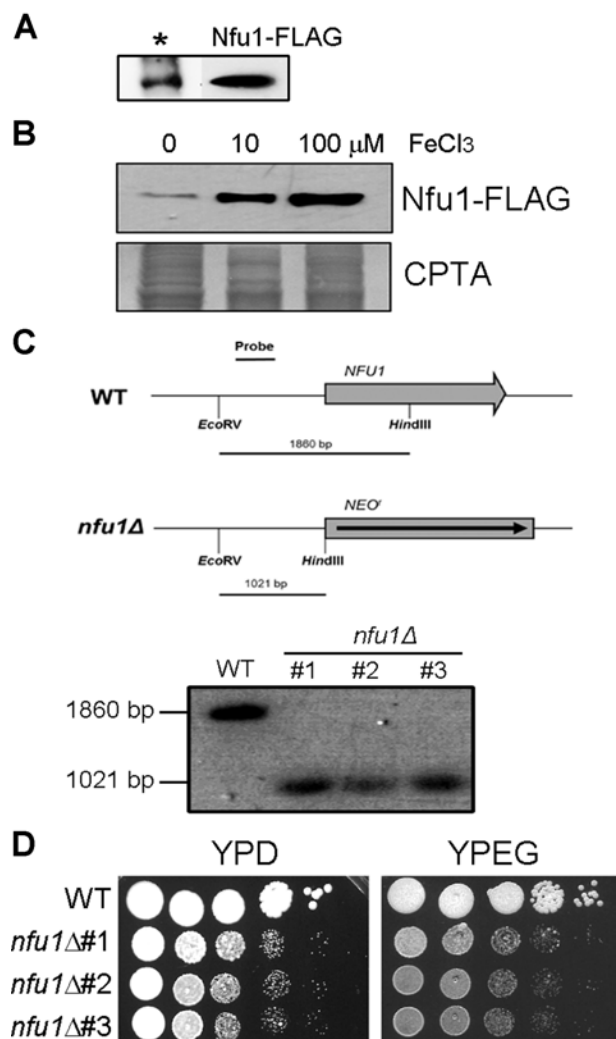 A
* Nfu1-FLAG
B
0 10 100 μM FeCl3
Nfu1-FLAG
CPTA
C
Probe
NFU1
WT
EcoRV HindIII
1860 bp
NEOr
nfu1Δ
EcoRV HindIII
1021 bp
nfu1Δ
WT #1 #2 #3
1860 bp
1021 bp
D
YPD YPEG
WT
nfu1Δ#1
nfu1Δ#2
nfu1Δ#3